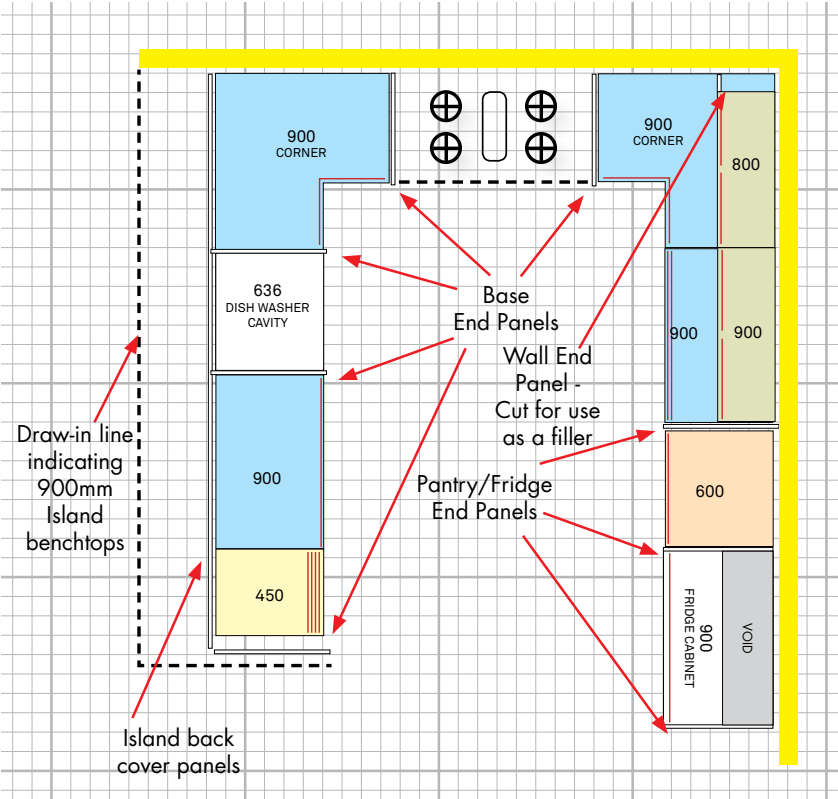 900
CORNER
900
CORNER
800
636
DISH WASHER
CAVITY
Base
End Panels
900
900
Wall End
Panel -
Cut for use
as a filler
Draw-in line
indicating
900mm
Island
benchtops
900
Pantry/Fridge
End Panels
600
450
900
FRIDGE CABINET
VOID
Island back
cover panels